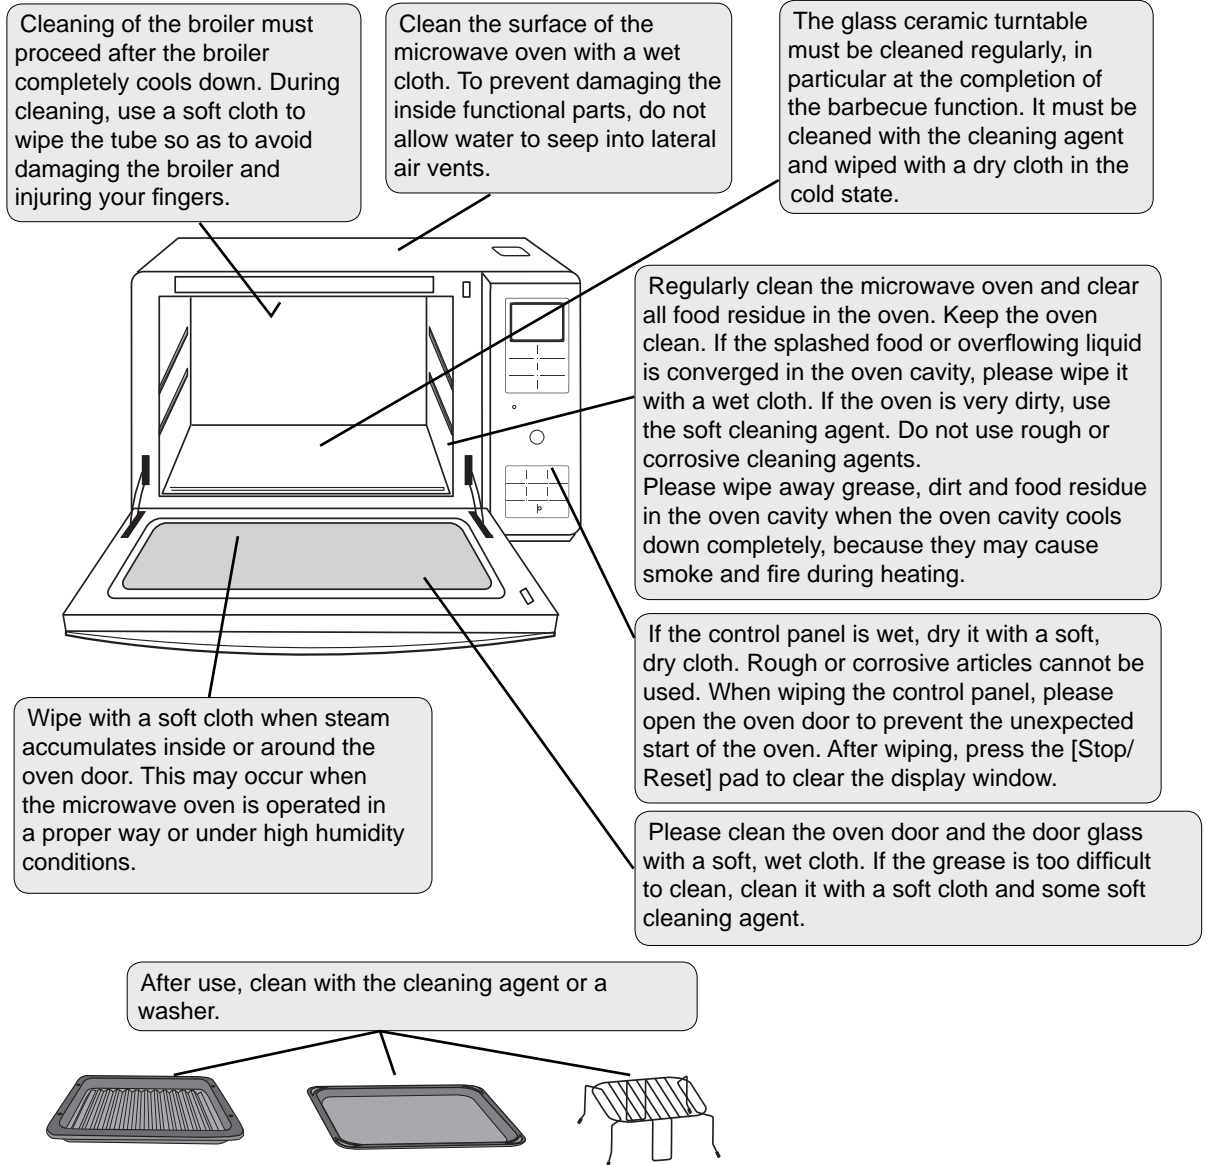 Cleaning of the broiler must
proceed after the broiler
completely cools down. During
cleaning, use a soft cloth to
wipe the tube so as to avoid
damaging the broiler and
injuring your fingers.
Clean the surface of the
microwave oven with a wet
cloth. To prevent damaging the
inside functional parts, do not
allow water to seep into lateral
air vents.
The glass ceramic turntable
must be cleaned regularly, in
particular at the completion of
the barbecue function. It must be
cleaned with the cleaning agent
and wiped with a dry cloth in the
cold state.
Regularly clean the microwave oven and clear
all food residue in the oven. Keep the oven
clean. If the splashed food or overflowing liquid
is converged in the oven cavity, please wipe it
with a wet cloth. If the oven is very dirty, use
the soft cleaning agent. Do not use rough or
corrosive cleaning agents.
Please wipe away grease, dirt and food residue
in the oven cavity when the oven cavity cools
down completely, because they may cause
smoke and fire during heating.
If the control panel is wet, dry it with a soft,
dry cloth. Rough or corrosive articles cannot be
used. When wiping the control panel, please
open the oven door to prevent the unexpected
start of the oven. After wiping, press the [Stop/
Reset] pad to clear the display window.
Wipe with a soft cloth when steam
accumulates inside or around the
oven door. This may occur when
the microwave oven is operated in
a proper way or under high humidity
conditions.
Please clean the oven door and the door glass
with a soft, wet cloth. If the grease is too difficult
to clean, clean it with a soft cloth and some soft
cleaning agent.
After use, clean with the cleaning agent or a
washer.